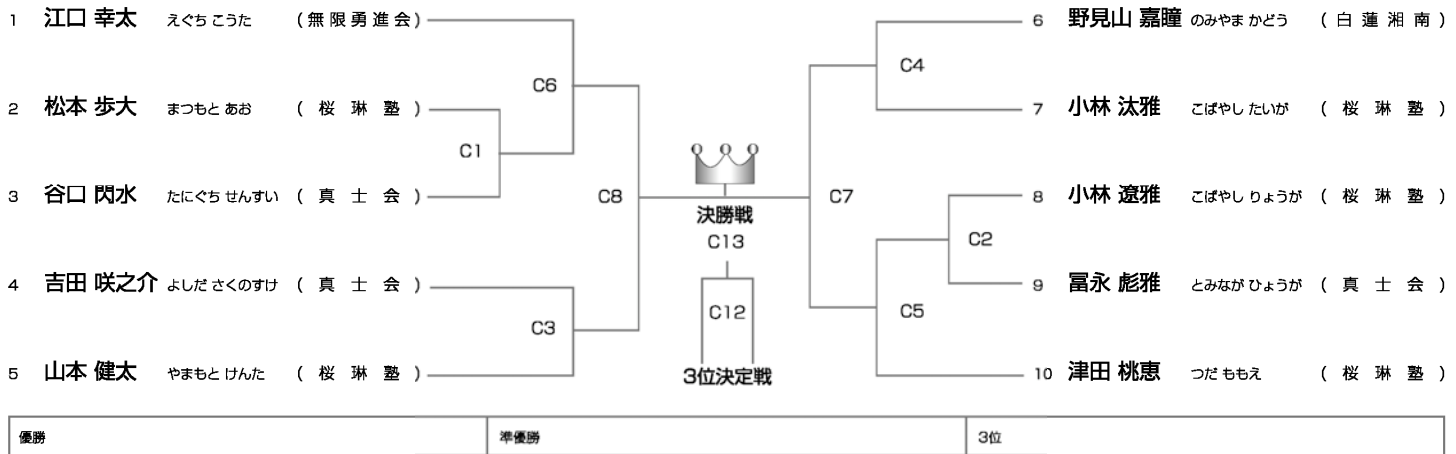 1 江口 幸太 えぐち こうた (無限勇進会)
2 松本 歩大 まつもと あお ( 桜 琳 塾 )
3 谷口 閃水 たにぐち せんすい ( 真 士 会 )
4 吉田 咲之介 よしだ さくのすけ ( 真 士 会 )
5 山本 健太 やまもと けんた ( 桜 琳 塾 )
C6
C1
C8
C3
決勝戦
C13
C12
3位決定戦
C4
C7
C2
C5
6 野見山 嘉瞳 のみやま かどう ( 白 蓮 湘 南 )
7 小林 汰雅 こばやし たいが ( 桜 琳 塾 )
8 小林 遼雅 こばやし りょうが ( 桜 琳 塾 )
9 冨永 彪雅 とみなが ひょうが ( 真 士 会 )
10 津田 桃恵 つだ ももえ ( 桜 琳 塾 )
優勝 準優勝 3位